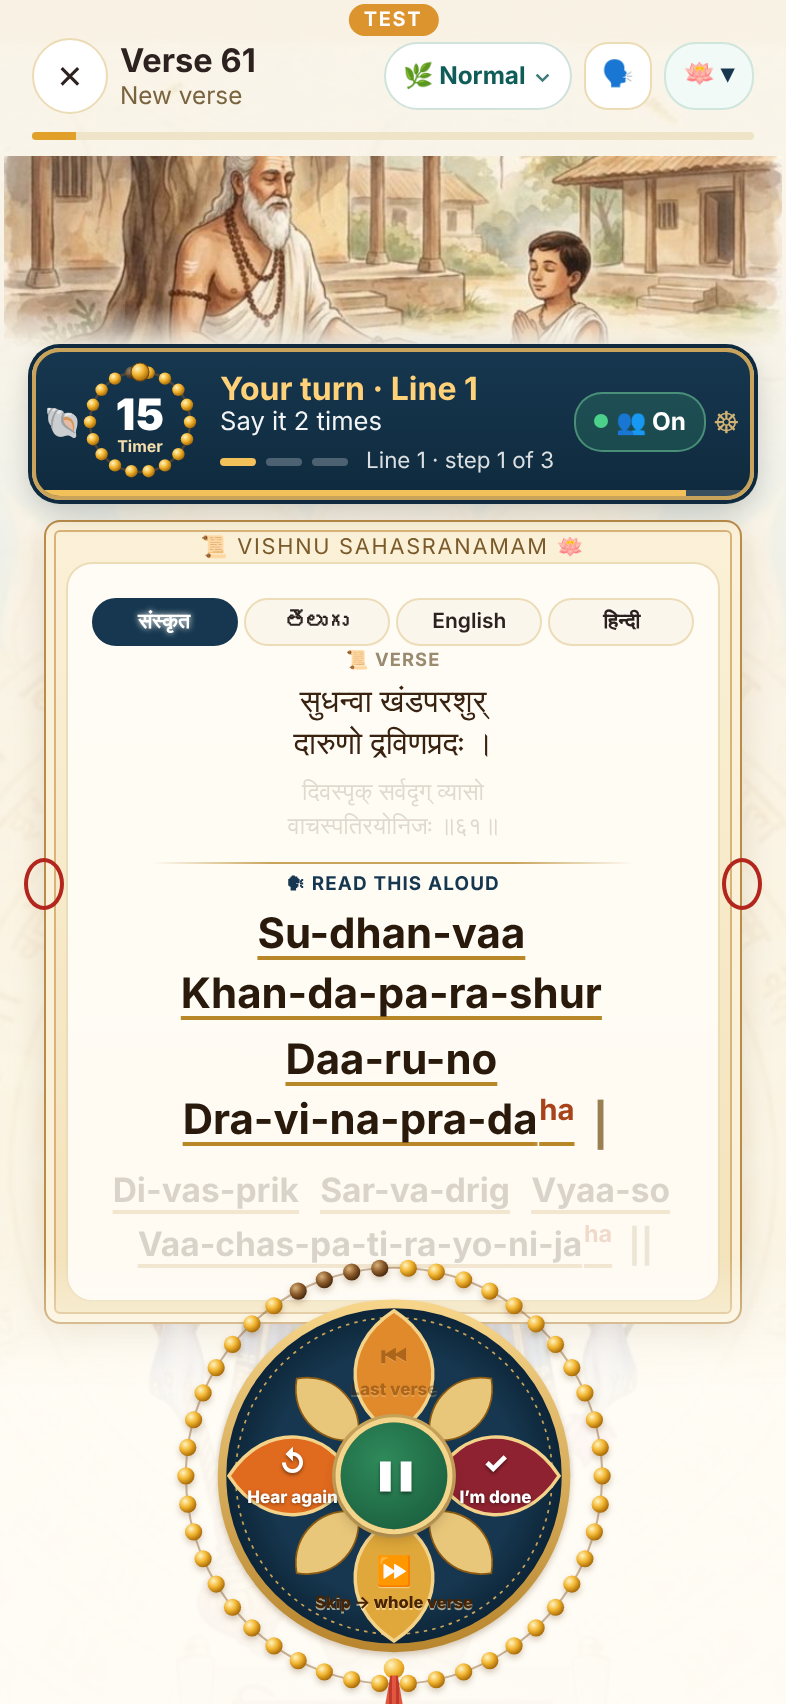 TEST
Verse 61
New verse
Normal
15
Timer
Your turn · Line 1
Say it 2 times
Line 1 · step 1 of 3
On
VISHNU SAHASRANAMAM
संस्कृत
తెలుగు
English
हिन्दी
VERSE
सुधन्वा खंडपरशुर्
दारुणो द्रविणप्रदः ।
दिवस्पृक् सर्वदृग् व्यासो
वाचस्पतिरयोनिजः ॥६१॥
READ THIS ALOUD
Su-dhan-vaa
Khan-da-pa-ra-shur
Daa-ru-no
Dra-vi-na-pra-daha |
Di-vas-prik Sar-va-drig Vyaa-so
Vaa-chas-pa-ti-ra-yo-ni-jaha ||
Last verse
Hear again
I'm done
Skip → whole verse